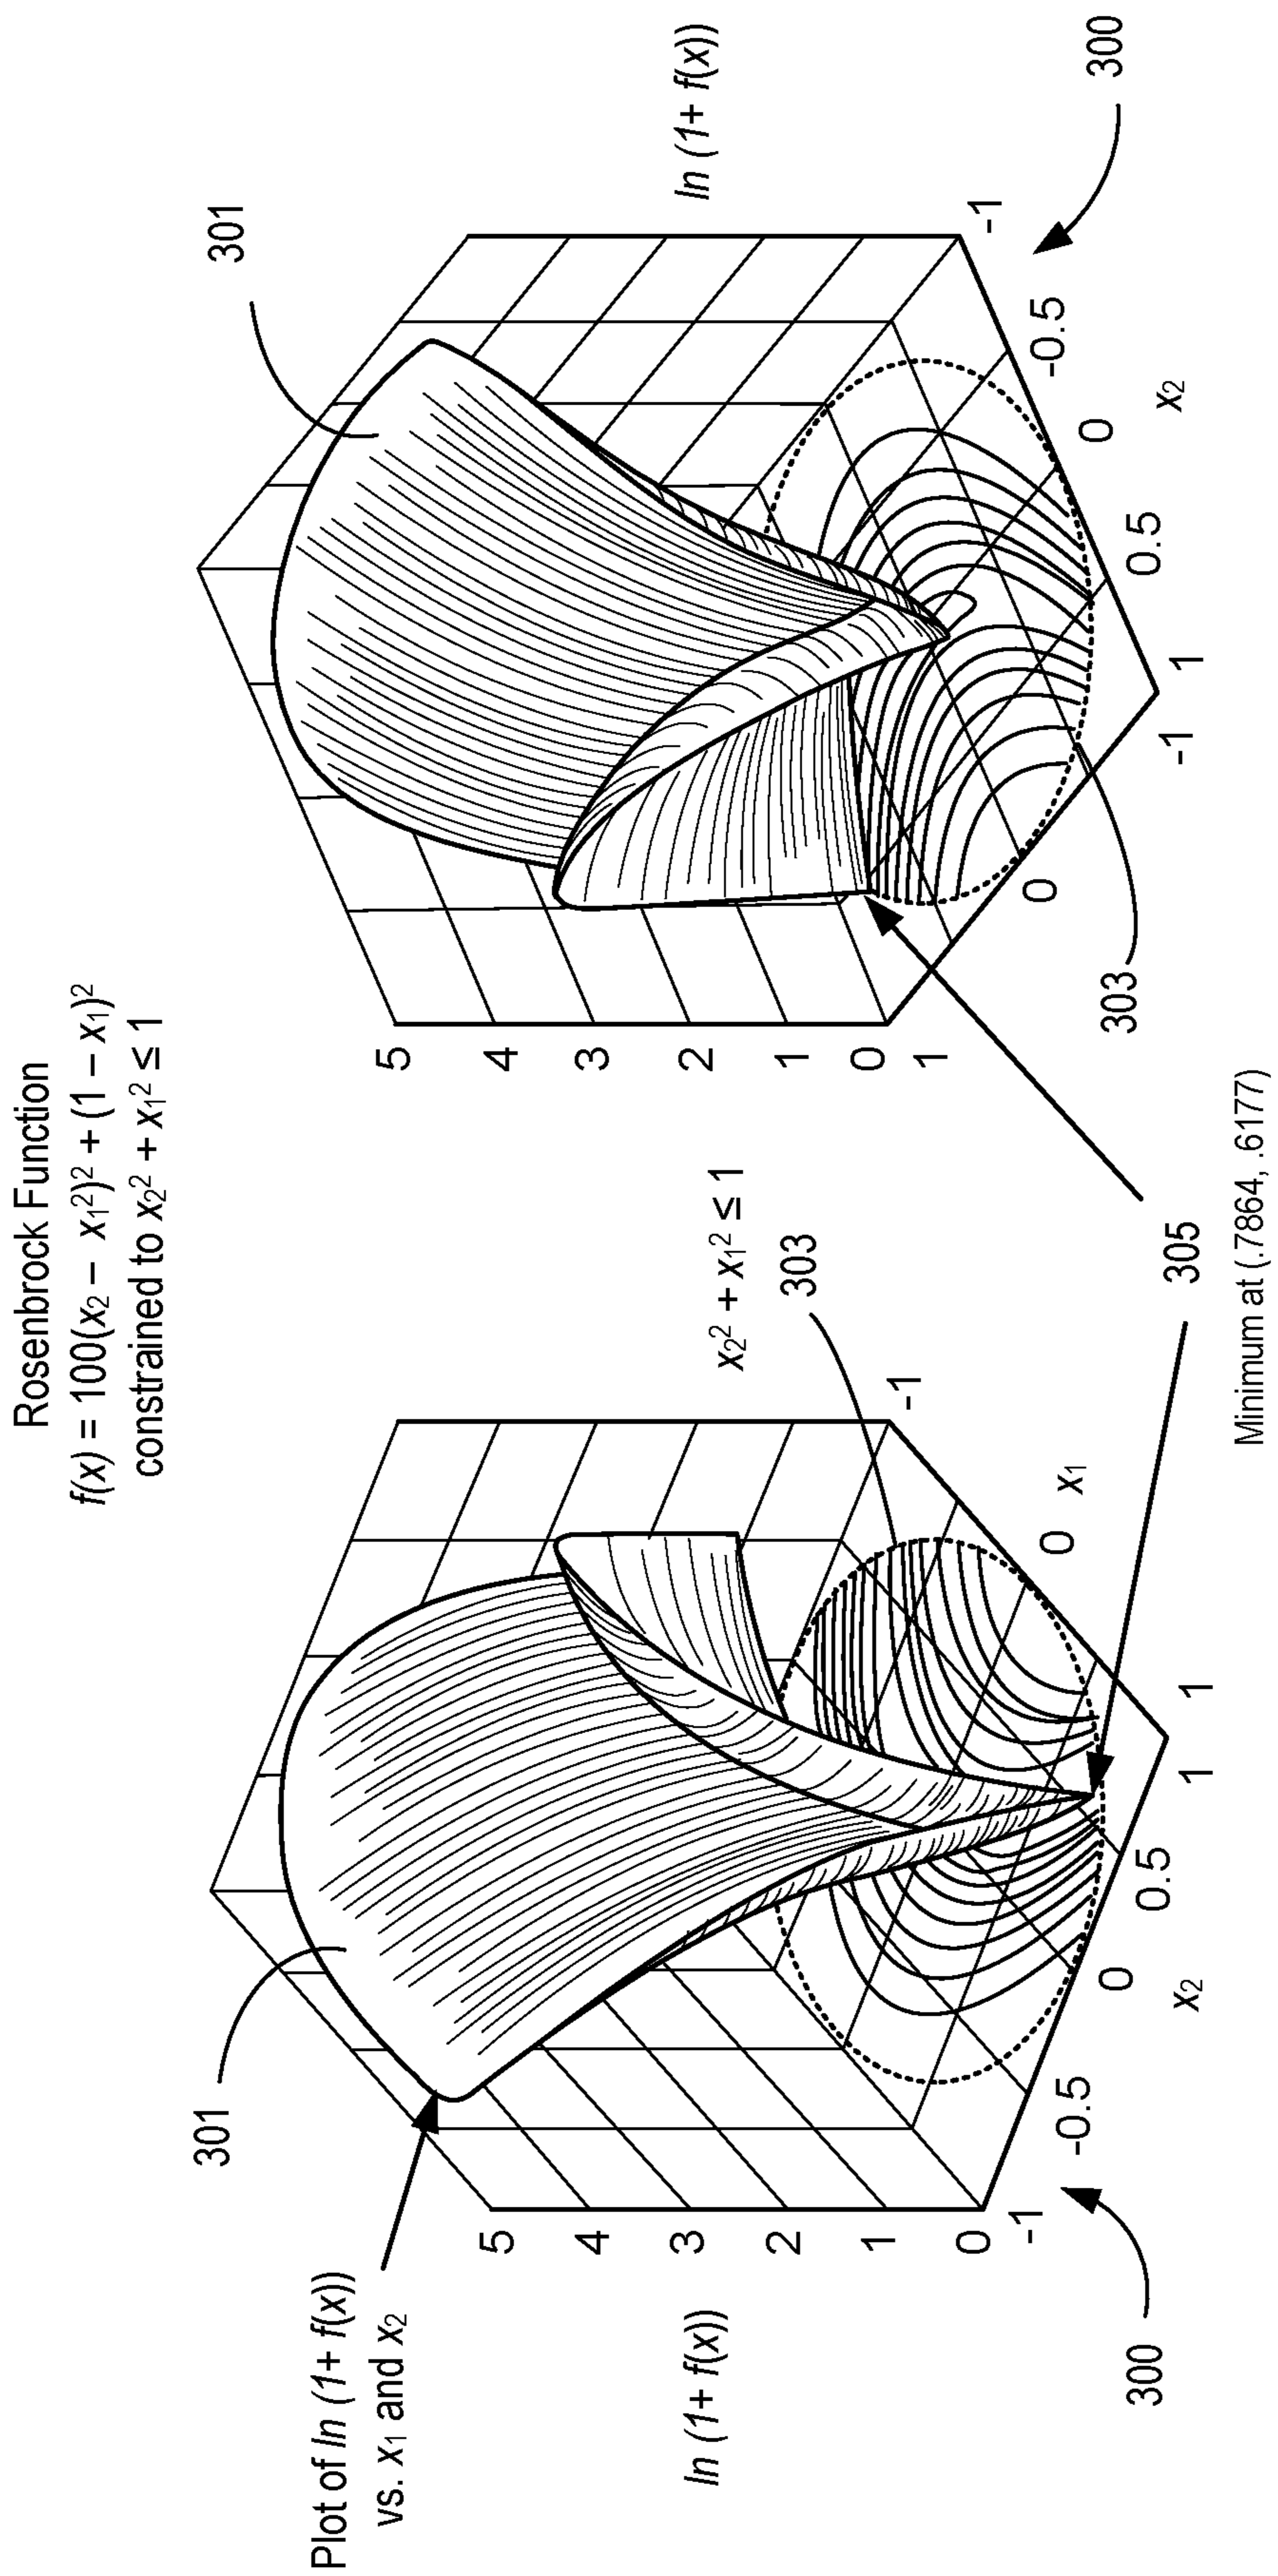 Rosenbrock Function
f(x) = 100(x₂ − x₁²)² + (1 − x₁)²
constrained to x₂² + x₁² ≤ 1
Plot of ln (1+ f(x))
vs. x₁ and x₂
301
ln (1+ f(x))
5
4
3
2
1
0
-1
-0.5
0
0.5
1
x₂
1
0
-1
x₁
x₂² + x₁² ≤ 1
303
300
305
Minimum at (.7864, .6177)
301
ln (1+ f(x))
5
4
3
2
1
0
1
0
-1
1
0.5
0
-0.5
-1
x₂
303
300